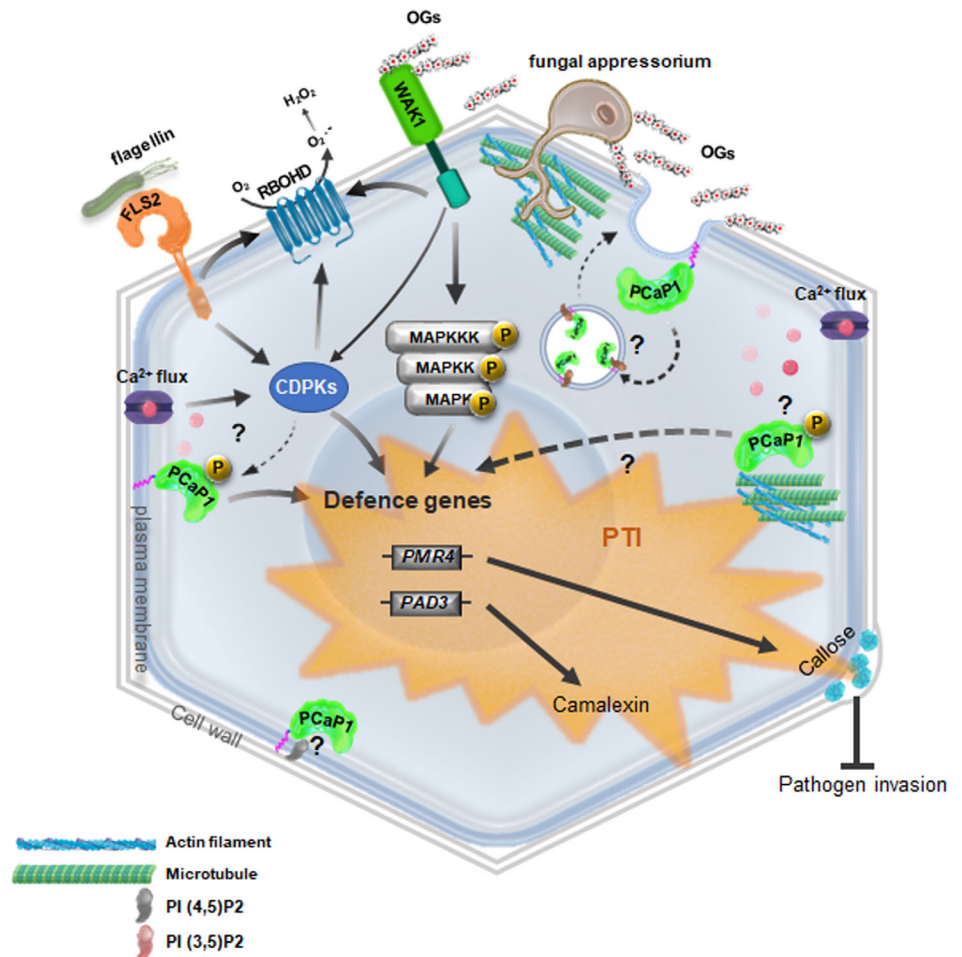 OGs
fungal appressorium
WAK1
H₂O₂
O₂⁻
flagellin
FLS2
O₂
RBOHD
OGs
PCaP1
Ca²⁺ flux
MAPKKK
P
MAPKK
P
MAPK
P
?
Ca²⁺ flux
CDPKs
?
?
PCaP1
P
PCaP1
P
?
Defence genes
PTI
PMR4
PAD3
plasma membrane
Callose
Camalexin
Cell wall
PCaP1
?
Pathogen invasion
Actin filament
Microtubule
PI (4,5)P2
PI (3,5)P2